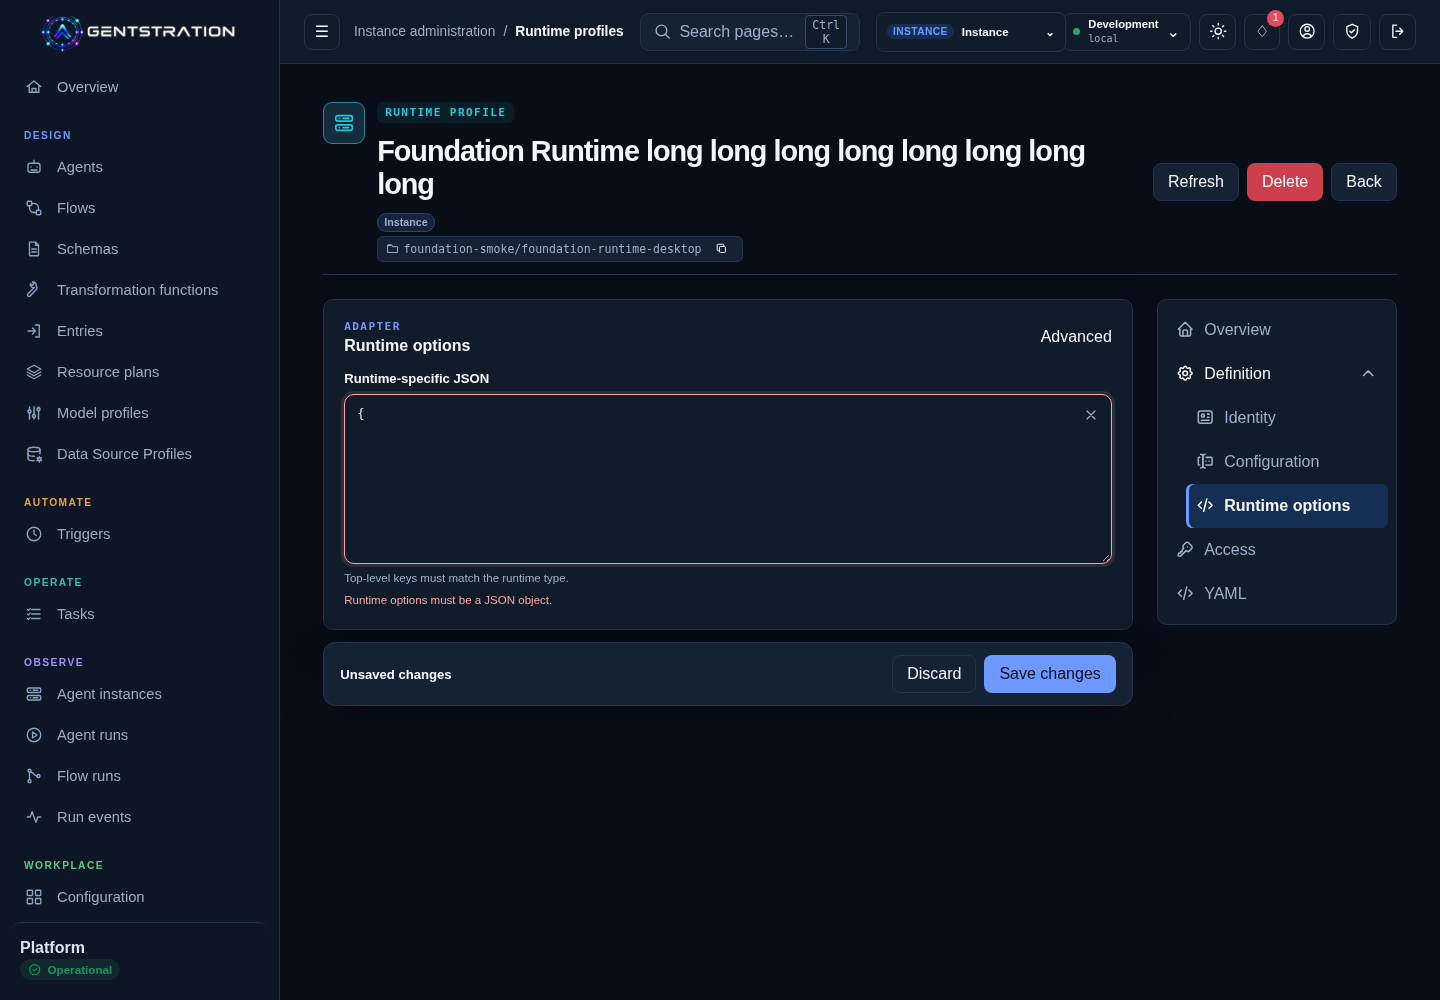 GENTSTRATION
Overview
DESIGN
Agents
Flows
Schemas
Transformation functions
Entries
Resource plans
Model profiles
Data Source Profiles
AUTOMATE
Triggers
OPERATE
Tasks
OBSERVE
Agent instances
Agent runs
Flow runs
Run events
WORKPLACE
Configuration
Platform
Operational
Instance administration / Runtime profiles
Search pages…
Ctrl
K
INSTANCE Instance
Development
local
1
RUNTIME PROFILE
Foundation Runtime long long long long long long long
long
Instance
foundation-smoke/foundation-runtime-desktop
Refresh
Delete
Back
ADAPTER
Runtime options
Advanced
Runtime-specific JSON
{
Top-level keys must match the runtime type.
Runtime options must be a JSON object.
Unsaved changes
Discard
Save changes
Overview
Definition
Identity
Configuration
Runtime options
Access
YAML